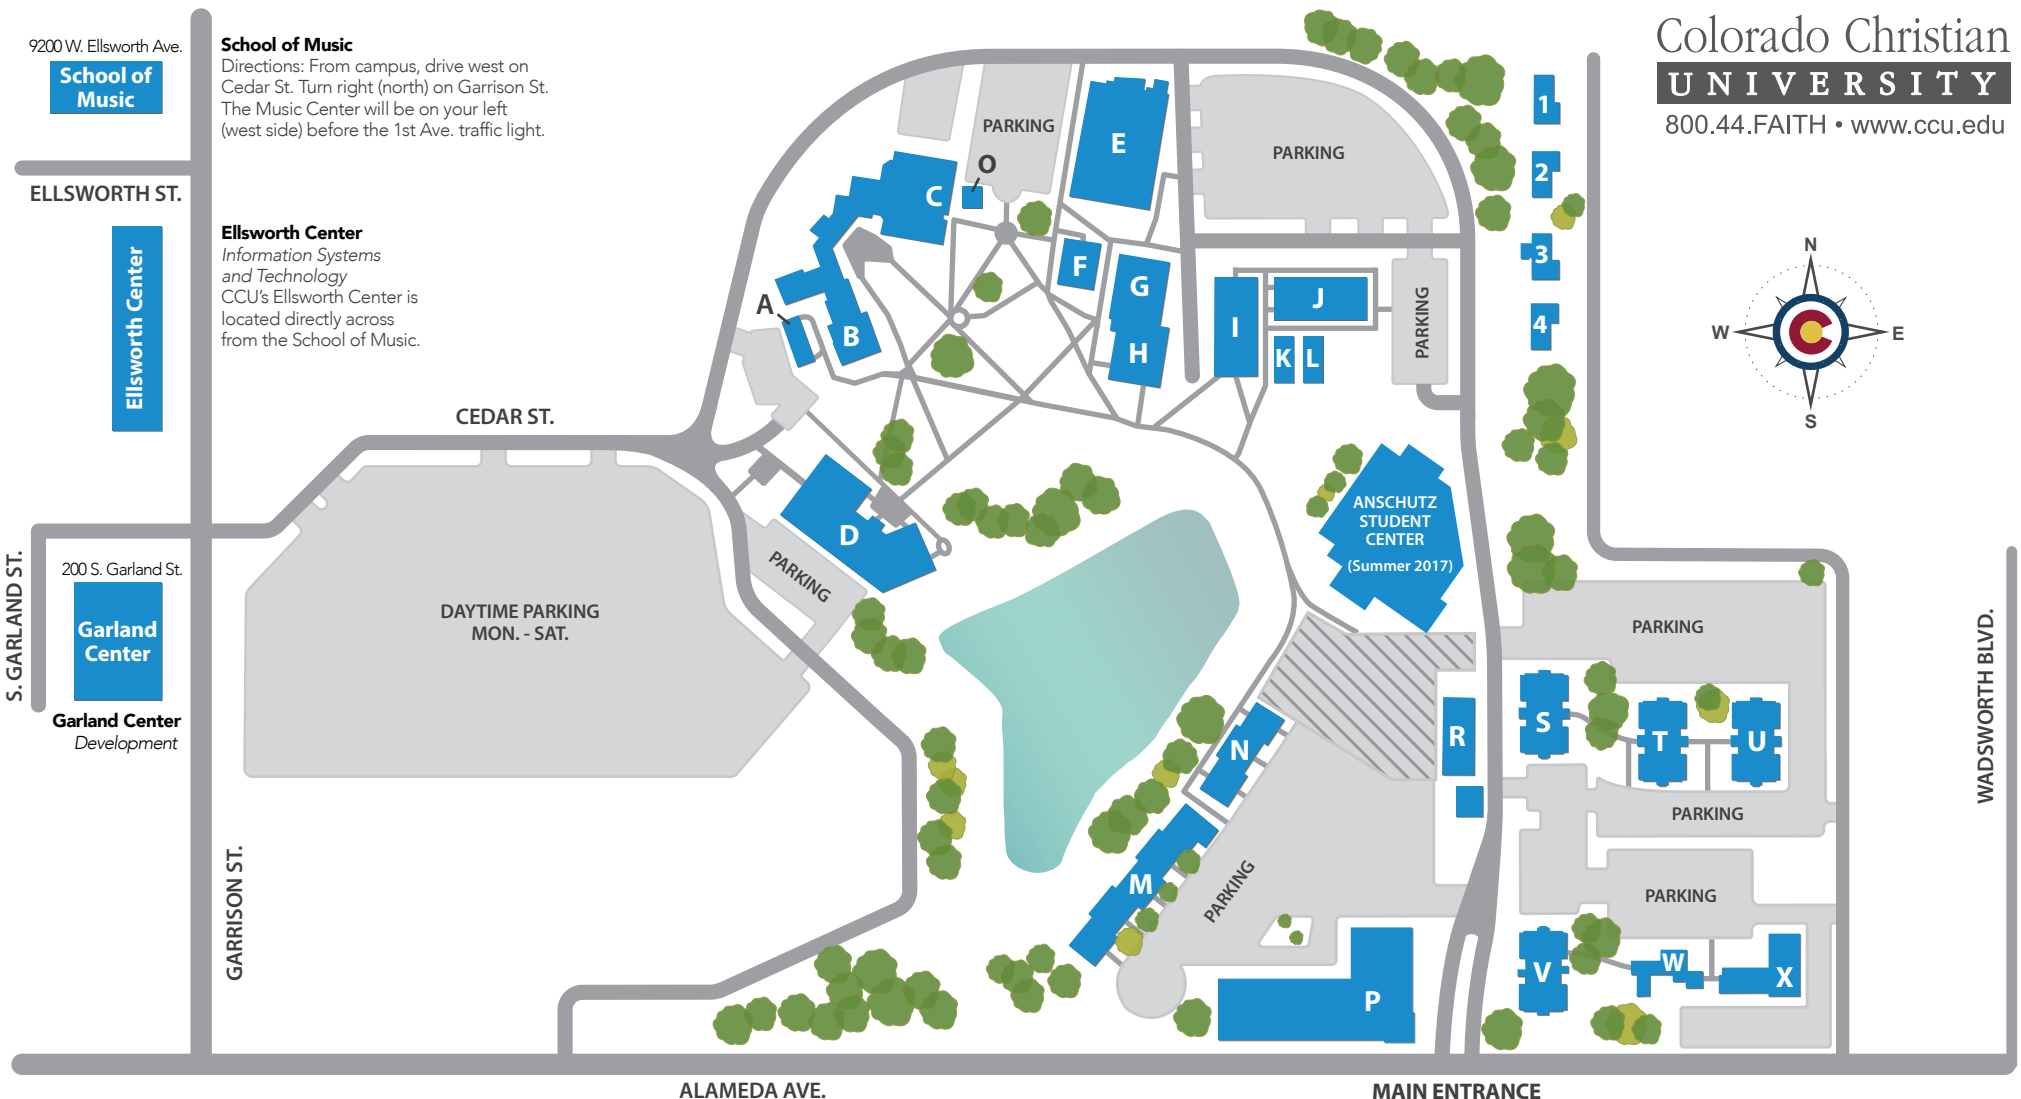 9200 W. Ellsworth Ave.
School of
Music
School of Music
Directions: From campus, drive west on
Cedar St. Turn right (north) on Garrison St.
The Music Center will be on your left
(west side) before the 1st Ave. traffic light.
Colorado Christian
UNIVERSITY
800.44.FAITH • www.ccu.edu
ELLSWORTH ST.
Ellsworth Center
Ellsworth Center
Information Systems
and Technology
CCU's Ellsworth Center is
located directly across
from the School of Music.
PARKING
E
PARKING
O
C
F
G
H
A
B
I
J
K
L
PARKING
1
2
3
4
N
W
E
S
CEDAR ST.
D
PARKING
DAYTIME PARKING
MON. - SAT.
ANSCHUTZ
STUDENT
CENTER
(Summer 2017)
S. GARLAND ST.
200 S. Garland St.
Garland
Center
Garland Center
Development
GARRISON ST.
PARKING
S
T
U
R
N
M
PARKING
PARKING
PARKING
P
V
W
X
WADSWORTH BLVD.
ALAMEDA AVE.
MAIN ENTRANCE